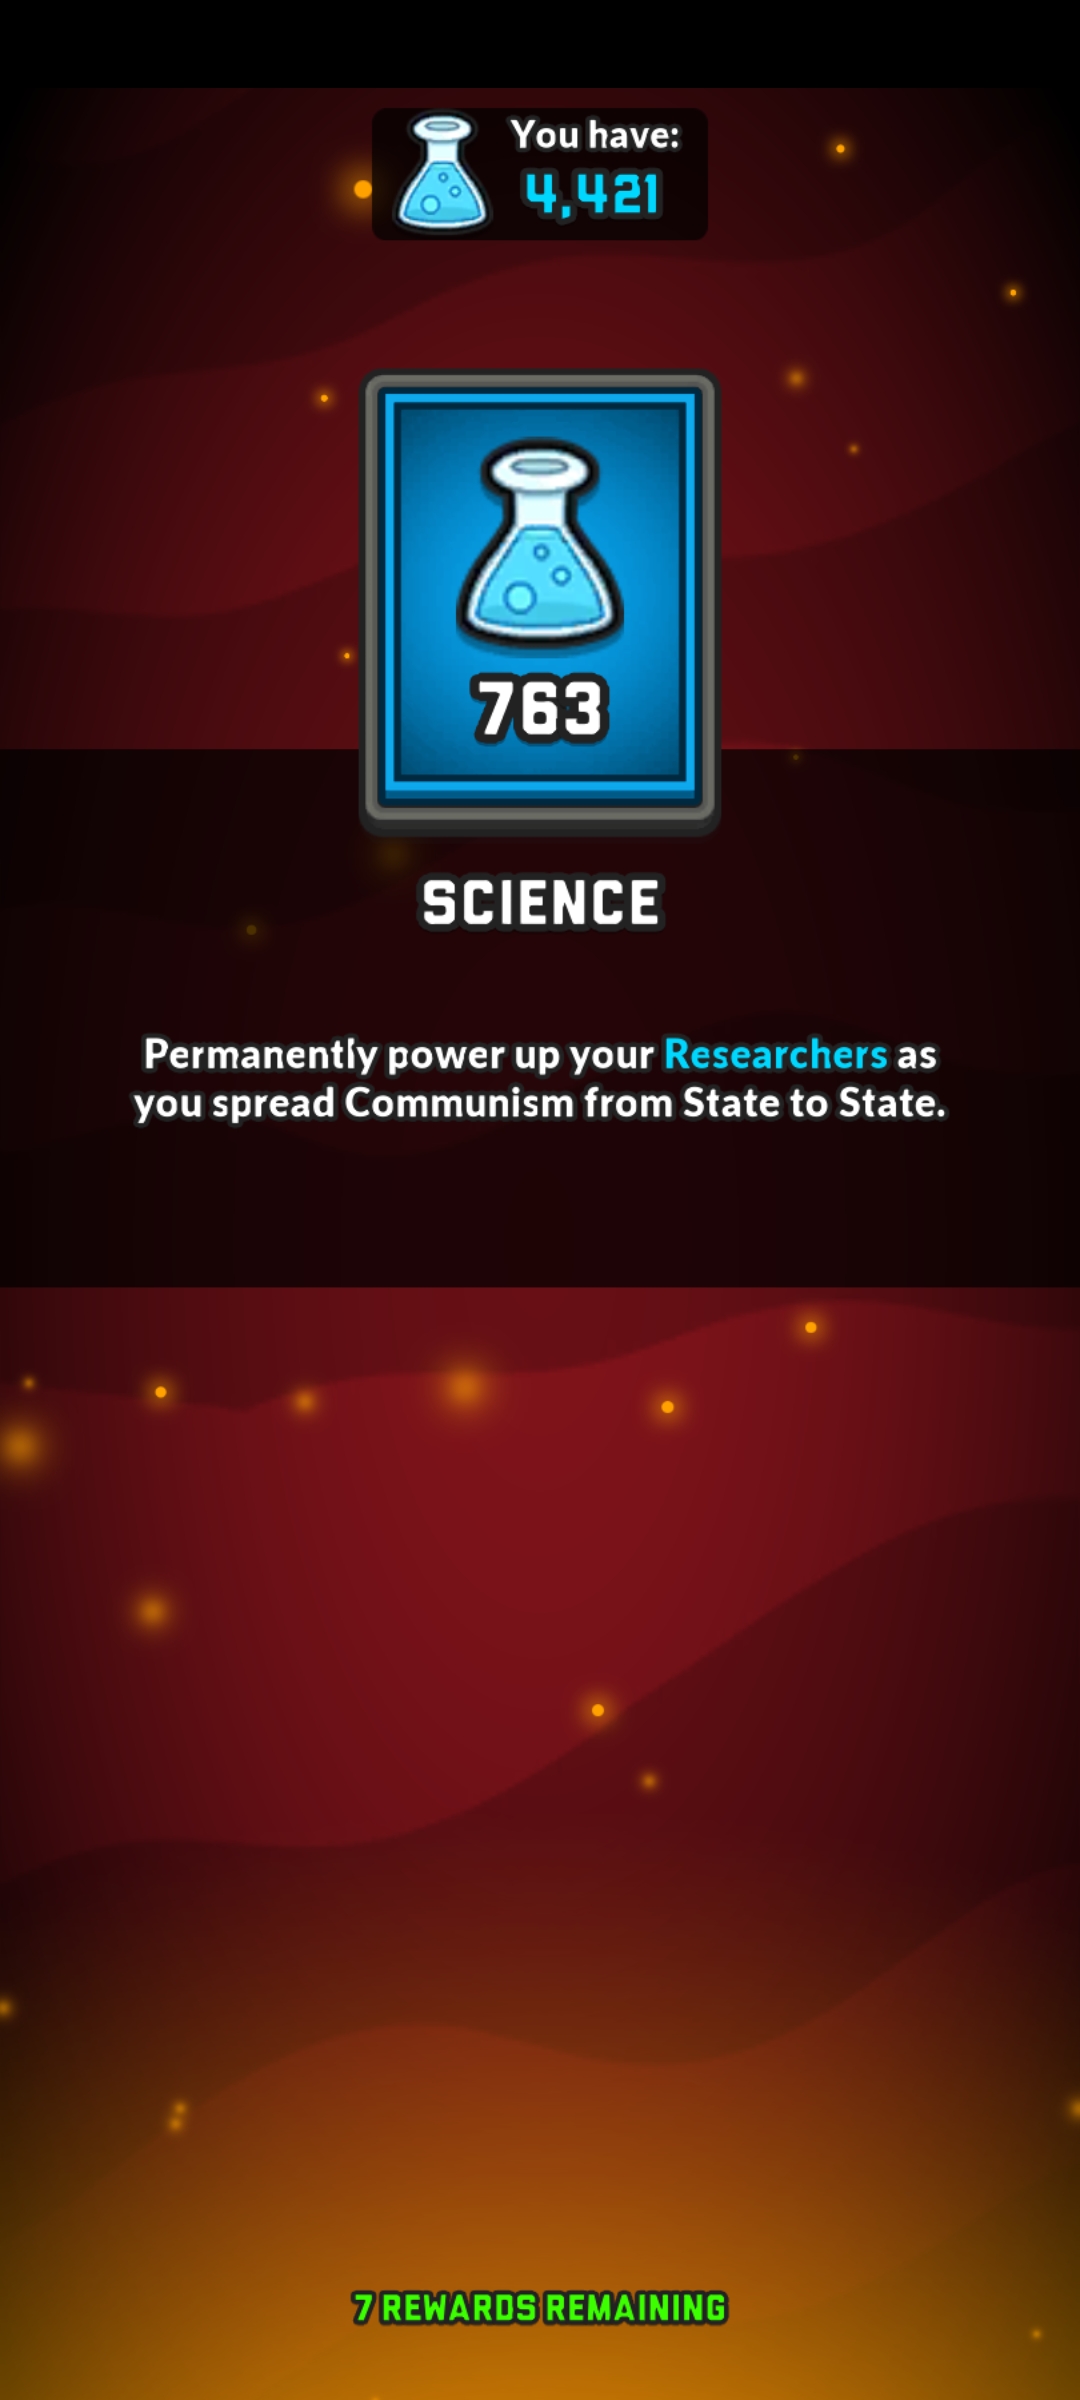 You have:
4,421
763
SCIENCE
Permanently power up your Researchers as
you spread Communism from State to State.
7 REWARDS REMAINING